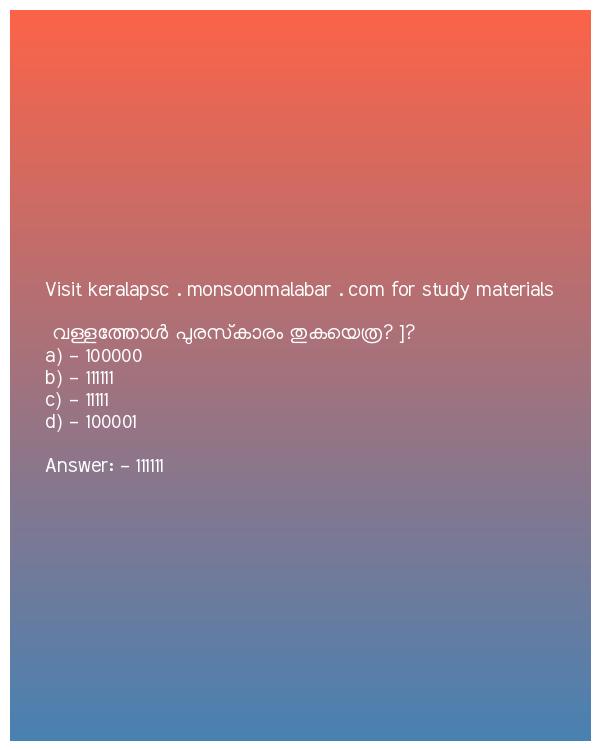 Visit keralapsc . monsoonmalabar . com for study materials
വള്ളത്തോൾ പുരസ്‌കാരം തുകയെത്ര? ]?
a) - 100000
b) - 111111
c) - 11111
d) - 100001
Answer: - 111111